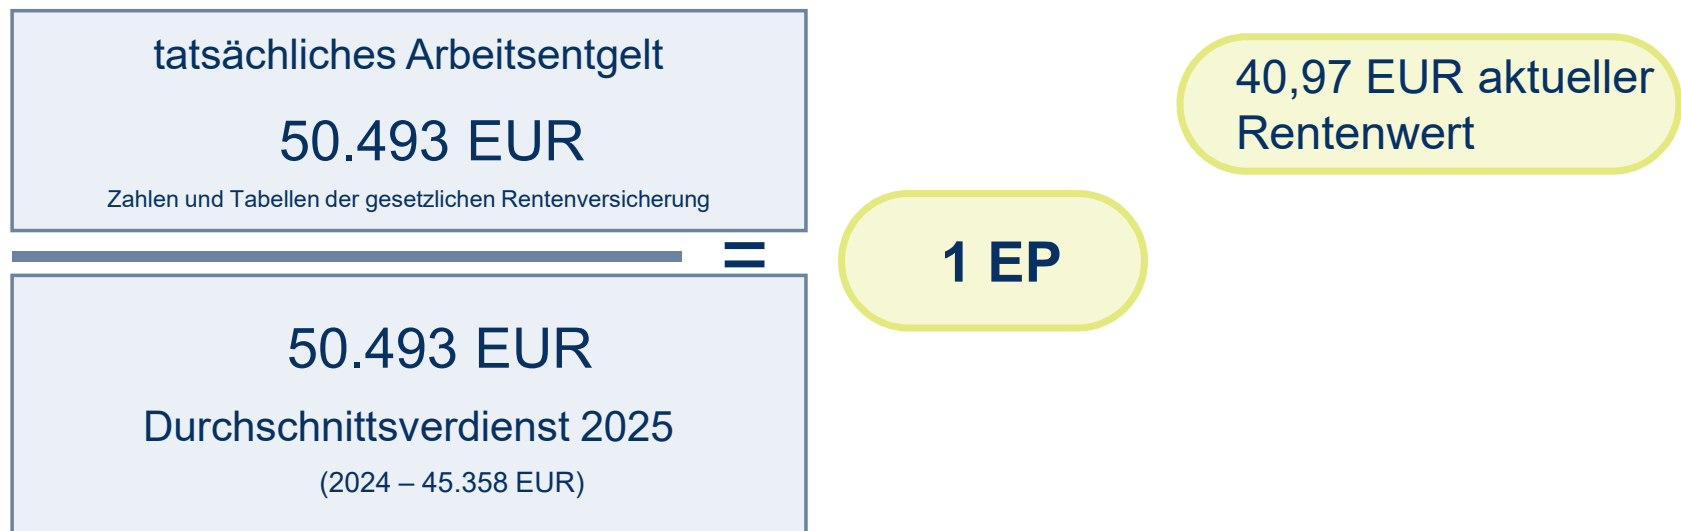 tatsächliches Arbeitsentgelt
50.493 EUR
Zahlen und Tabellen der gesetzlichen Rentenversicherung
=
50.493 EUR
Durchschnittsverdienst 2025
(2024 – 45.358 EUR)
1 EP
40,97 EUR aktueller
Rentenwert